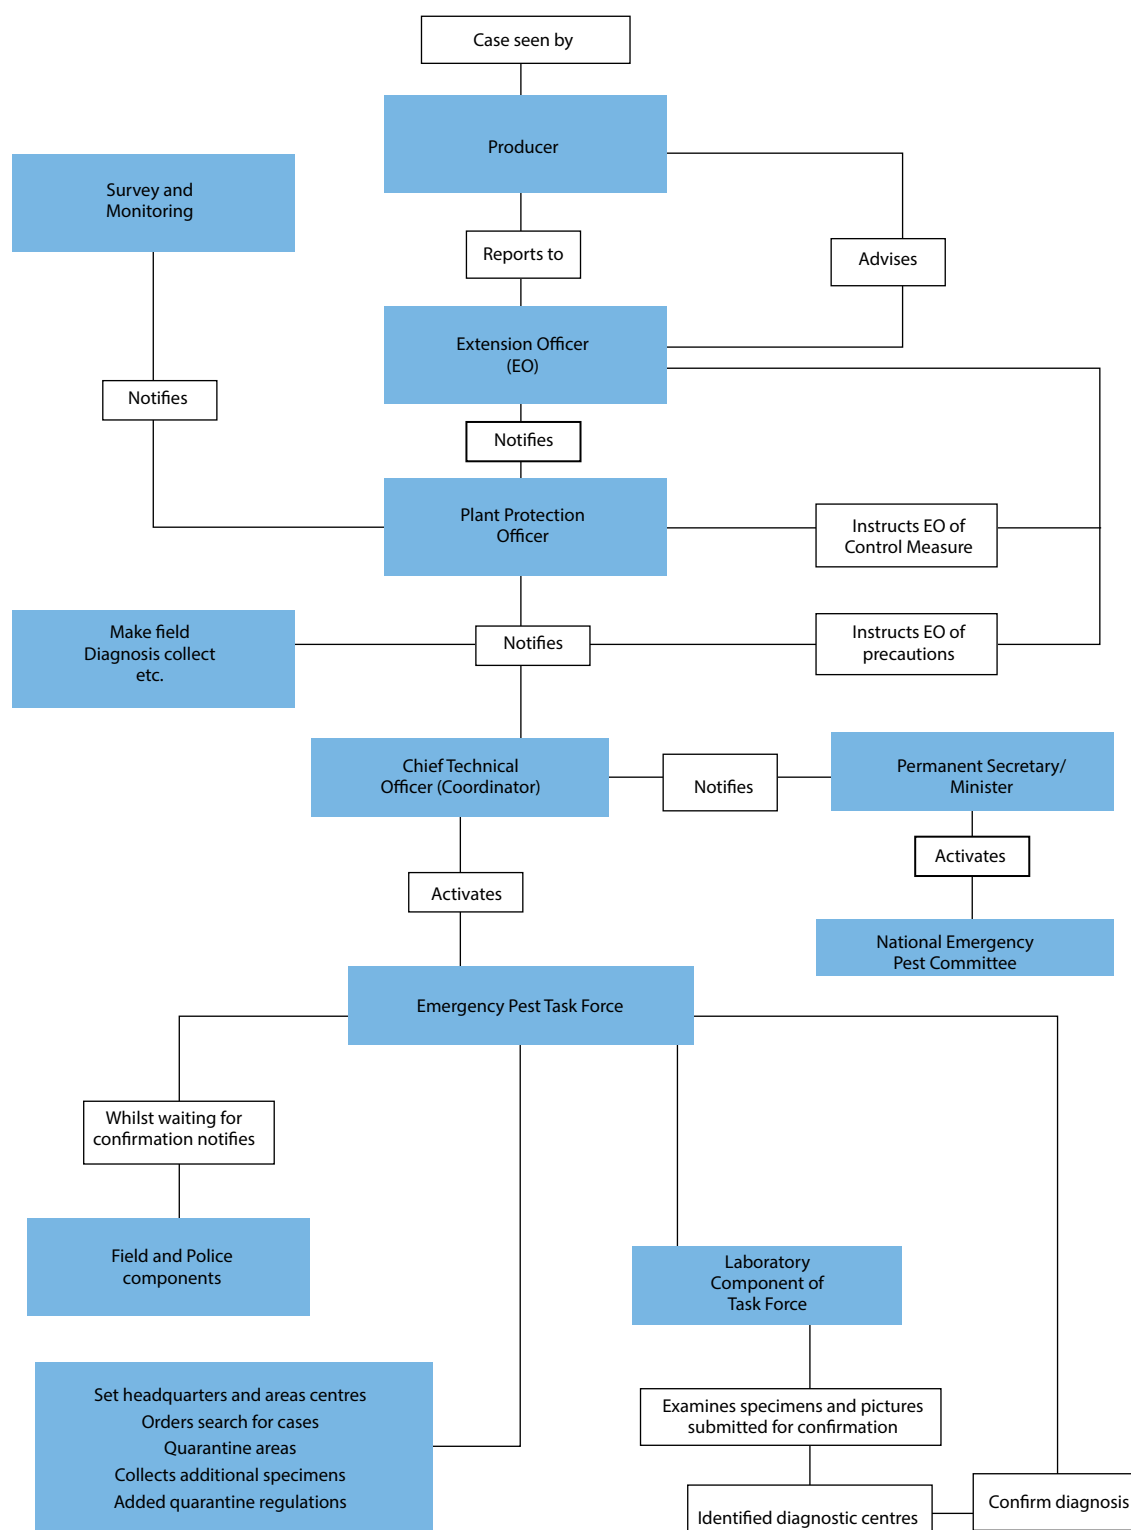 Case seen by
Producer
Survey and
Monitoring
Reports to
Advises
Extension Officer
(EO)
Notifies
Notifies
Plant Protection
Officer
Instructs EO of
Control Measure
Make field
Diagnosis collect
etc.
Notifies
Instructs EO of
precautions
Chief Technical
Officer (Coordinator)
Notifies
Permanent Secretary/
Minister
Activates
Activates
National Emergency
Pest Committee
Emergency Pest Task Force
Whilst waiting for
confirmation notifies
Field and Police
components
Laboratory
Component of
Task Force
Set headquarters and areas centres
Orders search for cases
Quarantine areas
Collects additional specimens
Added quarantine regulations
Examines specimens and pictures
submitted for confirmation
Identified diagnostic centres
Confirm diagnosis